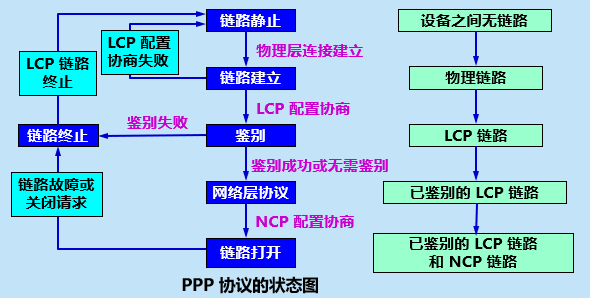 链路静止
设备之间无链路
LCP 配置
协商失败
物理层连接建立
LCP 链路
终止
链路建立
物理链路
LCP 配置协商
鉴别失败
链路终止
鉴别
LCP 链路
鉴别成功或无需鉴别
链路故障或
关闭请求
网络层协议
已鉴别的 LCP 链路
NCP 配置协商
链路打开
已鉴别的 LCP 链路
和 NCP 链路
PPP 协议的状态图